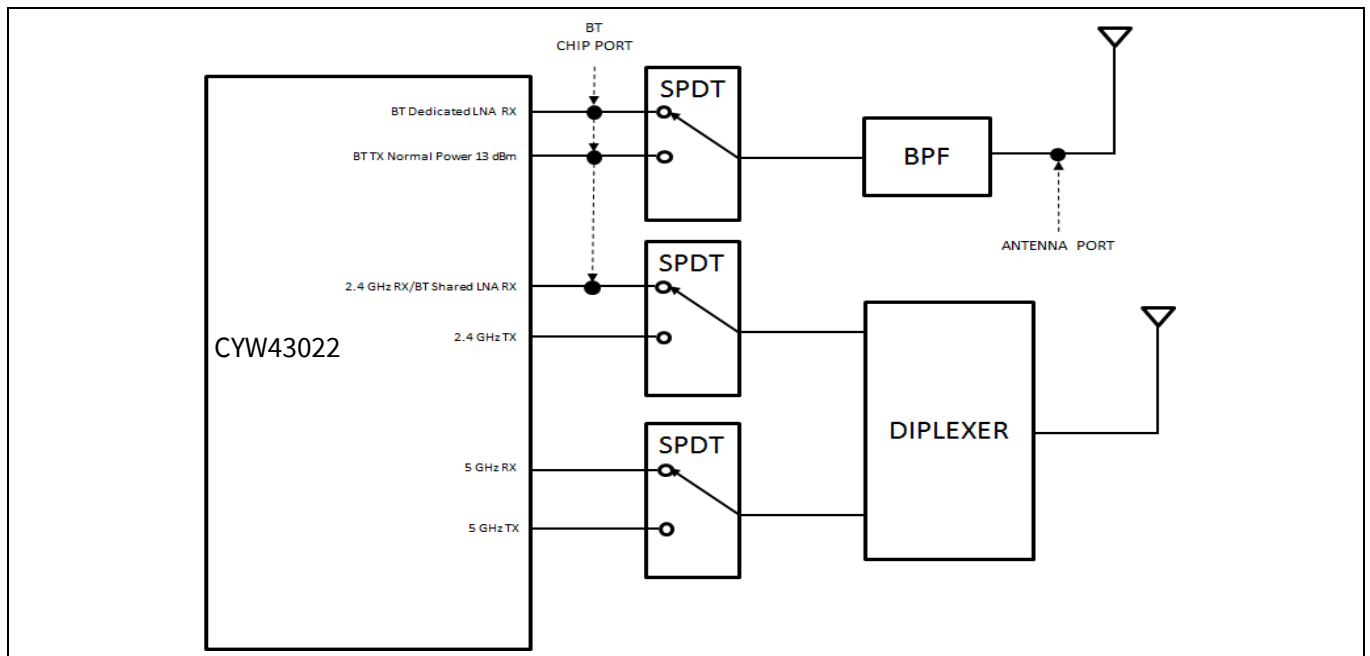 BT
CHIP PORT
SPDT
BT Dedicated LNA RX
BT TX Normal Power 13 dBm
BPF
ANTENNA PORT
SPDT
2.4 GHz RX/BT Shared LNA RX
2.4 GHz TX
CYW43022
DIPLEXER
SPDT
5 GHz RX
5 GHz TX